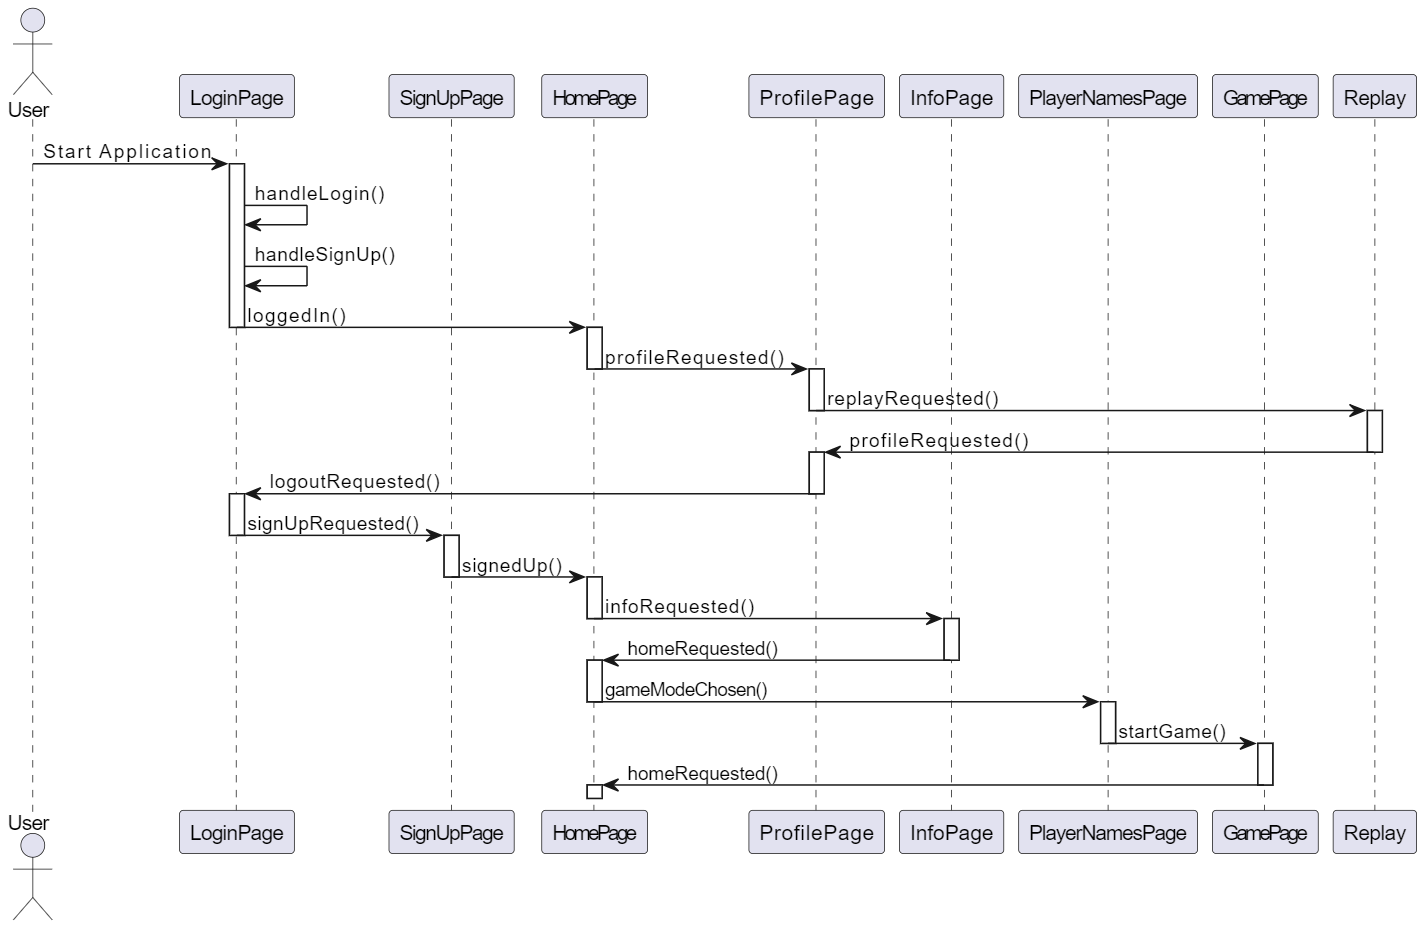 User
LoginPage
SignUpPage
HomePage
ProfilePage
InfoPage
PlayerNamesPage
GamePage
Replay
Start Application
handleLogin()
handleSignUp()
loggedIn()
profileRequested()
replayRequested()
profileRequested()
logoutRequested()
signUpRequested()
signedUp()
infoRequested()
homeRequested()
gameModeChosen()
startGame()
homeRequested()
User
LoginPage
SignUpPage
HomePage
ProfilePage
InfoPage
PlayerNamesPage
GamePage
Replay